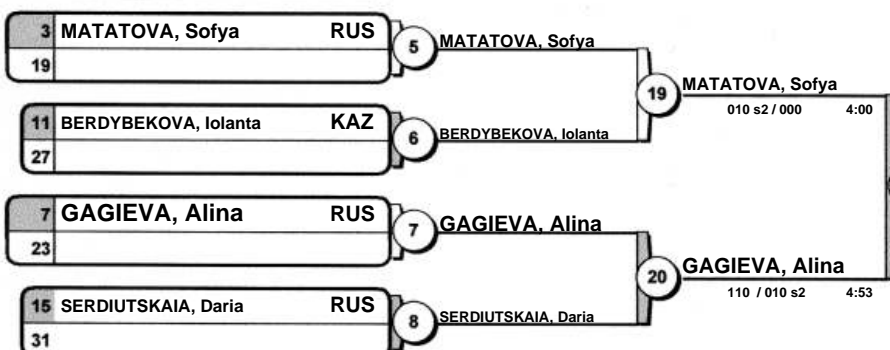 3 MATATOVA, Sofya RUS
19
5 MATATOVA, Sofya
11 BERDYBEKOVA, Iolanta KAZ
27
6 BERDYBEKOVA, Iolanta
19 MATATOVA, Sofya
010 s2 / 000 4:00
7 GAGIEVA, Alina RUS
23
7 GAGIEVA, Alina
15 SERDIUTSKAIA, Daria RUS
31
8 SERDIUTSKAIA, Daria
20 GAGIEVA, Alina
110 / 010 s2 4:53